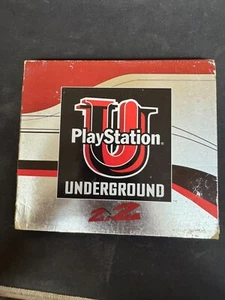 U
PlayStation®
UNDERGROUND
2.2